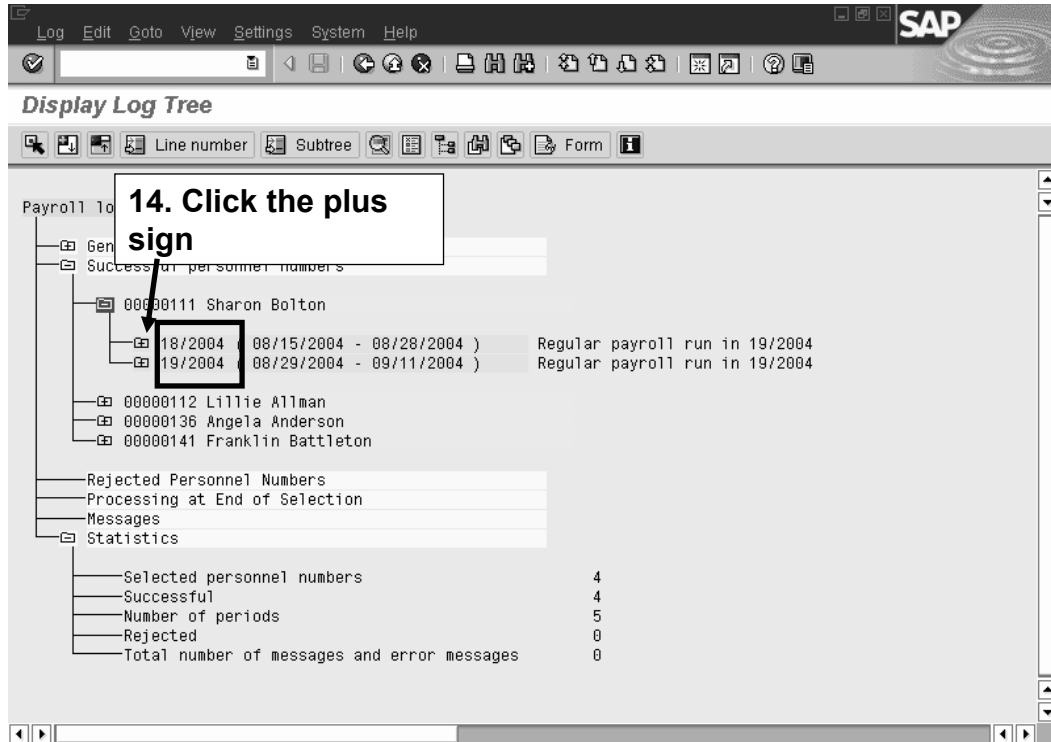 Log Edit Goto View Settings System Help
SAP
Display Log Tree
Line number Subtree Form
14. Click the plus
sign
Payroll lo
Gen
Successful personnel numbers
00000111 Sharon Bolton
18/2004 ( 08/15/2004 - 08/28/2004 ) Regular payroll run in 19/2004
19/2004 ( 08/29/2004 - 09/11/2004 ) Regular payroll run in 19/2004
00000112 Lillie Allman
00000136 Angela Anderson
00000141 Franklin Battleton
Rejected Personnel Numbers
Processing at End of Selection
Messages
Statistics
Selected personnel numbers 4
Successful 4
Number of periods 5
Rejected 0
Total number of messages and error messages 0